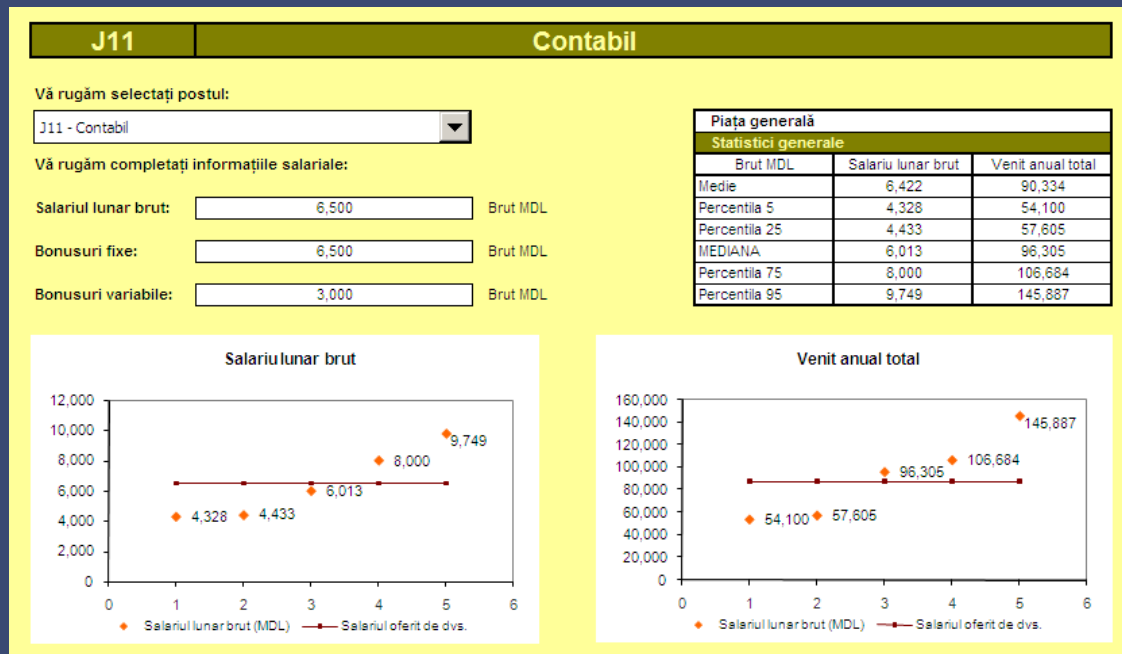 J11 Contabil
Vă rugăm selectați postul:
J11 - Contabil
Vă rugăm completați informațiile salariale:
Salariul lunar brut: 6,500 Brut MDL
Bonusuri fixe: 6,500 Brut MDL
Bonusuri variabile: 3,000 Brut MDL
Piața generală
Statistici generale
Brut MDL Salariu lunar brut Venit anual total
Medie 6,422 90,334
Percentila 5 4,328 54,100
Percentila 25 4,433 57,605
MEDIANA 6,013 96,305
Percentila 75 8,000 106,684
Percentila 95 9,749 145,887
Salariu lunar brut
12,000
10,000
8,000
6,000
4,000
2,000
0
4,328
4,433
6,013
8,000
9,749
0 1 2 3 4 5 6
Salariul lunar brut (MDL) Salariul oferit de dvs.
Venit anual total
160,000
140,000
120,000
100,000
80,000
60,000
40,000
20,000
0
54,100
57,605
96,305
106,684
145,887
0 1 2 3 4 5 6
Salariul lunar brut (MDL) Salariul oferit de dvs.